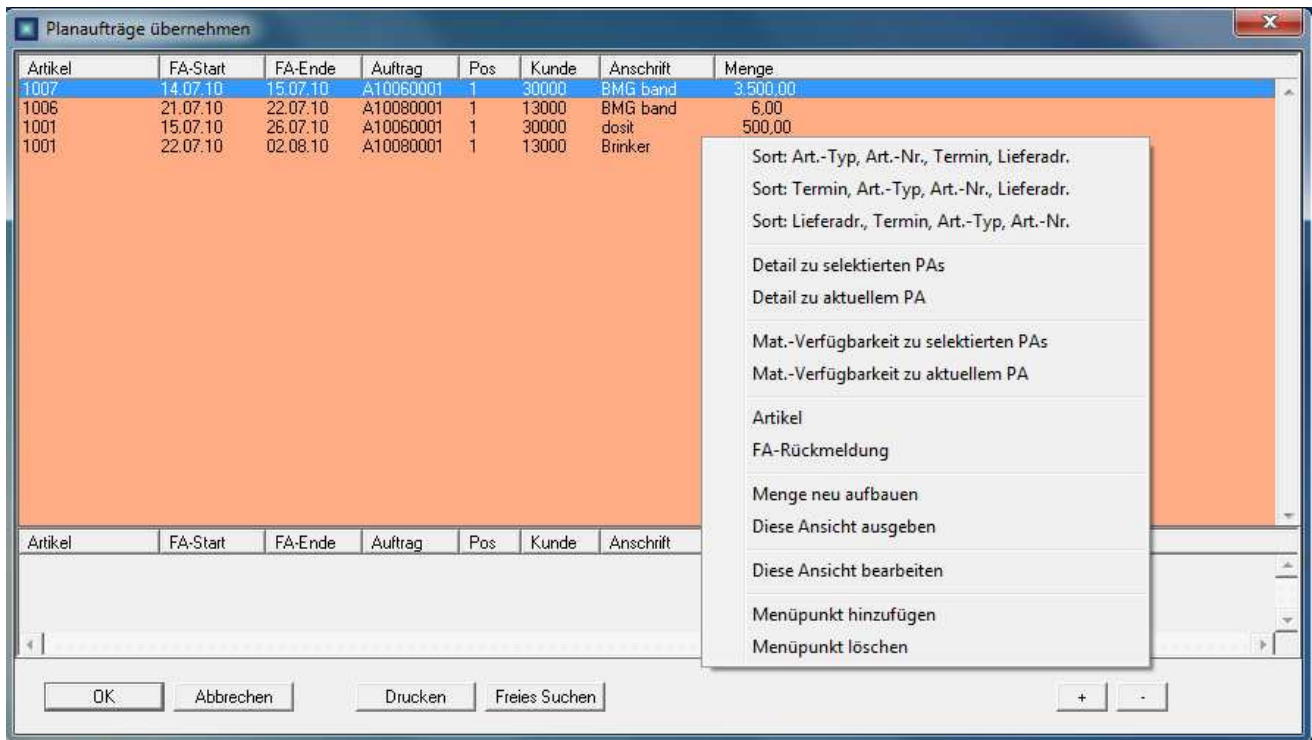 Planaufträge übernehmen
Artikel FA-Start FA-Ende Auftrag Pos Kunde Anschrift Menge
1007 14.07.10 15.07.10 A10060001 1 30000 BMG band 3.500,00
1006 21.07.10 22.07.10 A10080001 1 13000 BMG band 6,00
1001 15.07.10 26.07.10 A10060001 1 30000 dosit 500,00
1001 22.07.10 02.08.10 A10080001 1 13000 Brinker
Sort: Art.-Typ, Art.-Nr., Termin, Lieferadr.
Sort: Termin, Art.-Typ, Art.-Nr., Lieferadr.
Sort: Lieferadr., Termin, Art.-Typ, Art.-Nr.
Detail zu selektierten PAs
Detail zu aktuellem PA
Mat.-Verfügbarkeit zu selektierten PAs
Mat.-Verfügbarkeit zu aktuellem PA
Artikel
FA-Rückmeldung
Menge neu aufbauen
Diese Ansicht ausgeben
Diese Ansicht bearbeiten
Menüpunkt hinzufügen
Menüpunkt löschen
Artikel FA-Start FA-Ende Auftrag Pos Kunde Anschrift
OK Abbrechen Drucken Freies Suchen + -